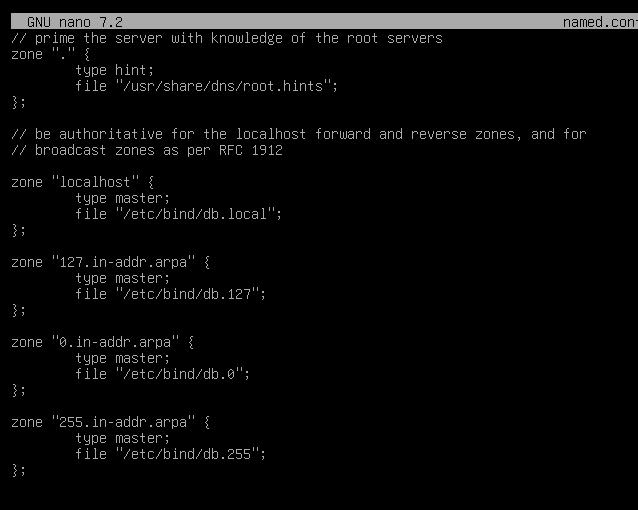 GNU nano 7.2 named.con
// prime the server with knowledge of the root servers
zone "." {
        type hint;
        file "/usr/share/dns/root.hints";
};

// be authoritative for the localhost forward and reverse zones, and for
// broadcast zones as per RFC 1912

zone "localhost" {
        type master;
        file "/etc/bind/db.local";
};

zone "127.in-addr.arpa" {
        type master;
        file "/etc/bind/db.127";
};

zone "0.in-addr.arpa" {
        type master;
        file "/etc/bind/db.0";
};

zone "255.in-addr.arpa" {
        type master;
        file "/etc/bind/db.255";
};